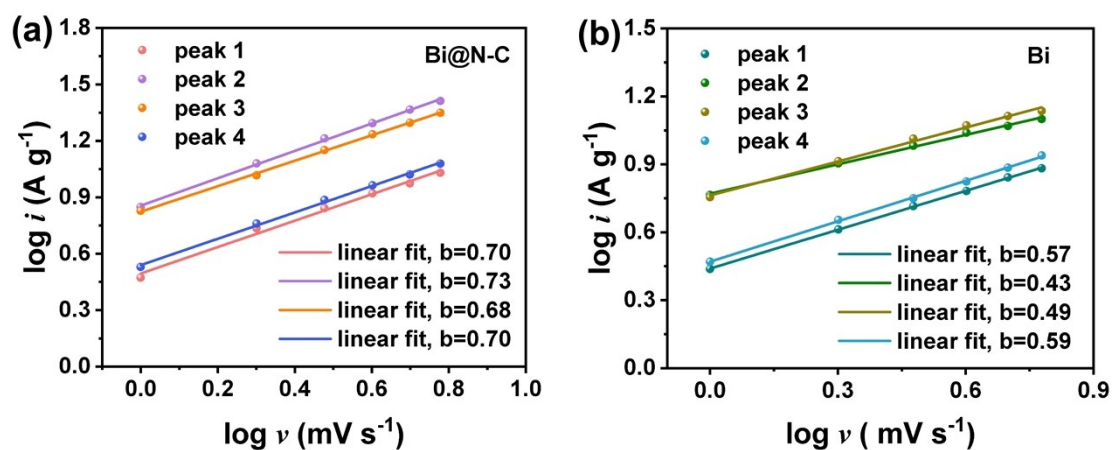 (a)
log i (A g⁻¹)
1.8
1.5
1.2
0.9
0.6
0.3
0.0
peak 1
peak 2
peak 3
peak 4
Bi@N-C
linear fit, b=0.70
linear fit, b=0.73
linear fit, b=0.68
linear fit, b=0.70
0.0 0.2 0.4 0.6 0.8 1.0
log ν (mV s⁻¹)
(b)
log i (A g⁻¹)
1.5
1.2
0.9
0.6
0.3
0.0
peak 1
peak 2
peak 3
peak 4
Bi
linear fit, b=0.57
linear fit, b=0.43
linear fit, b=0.49
linear fit, b=0.59
0.0 0.3 0.6 0.9
log ν ( mV s⁻¹)